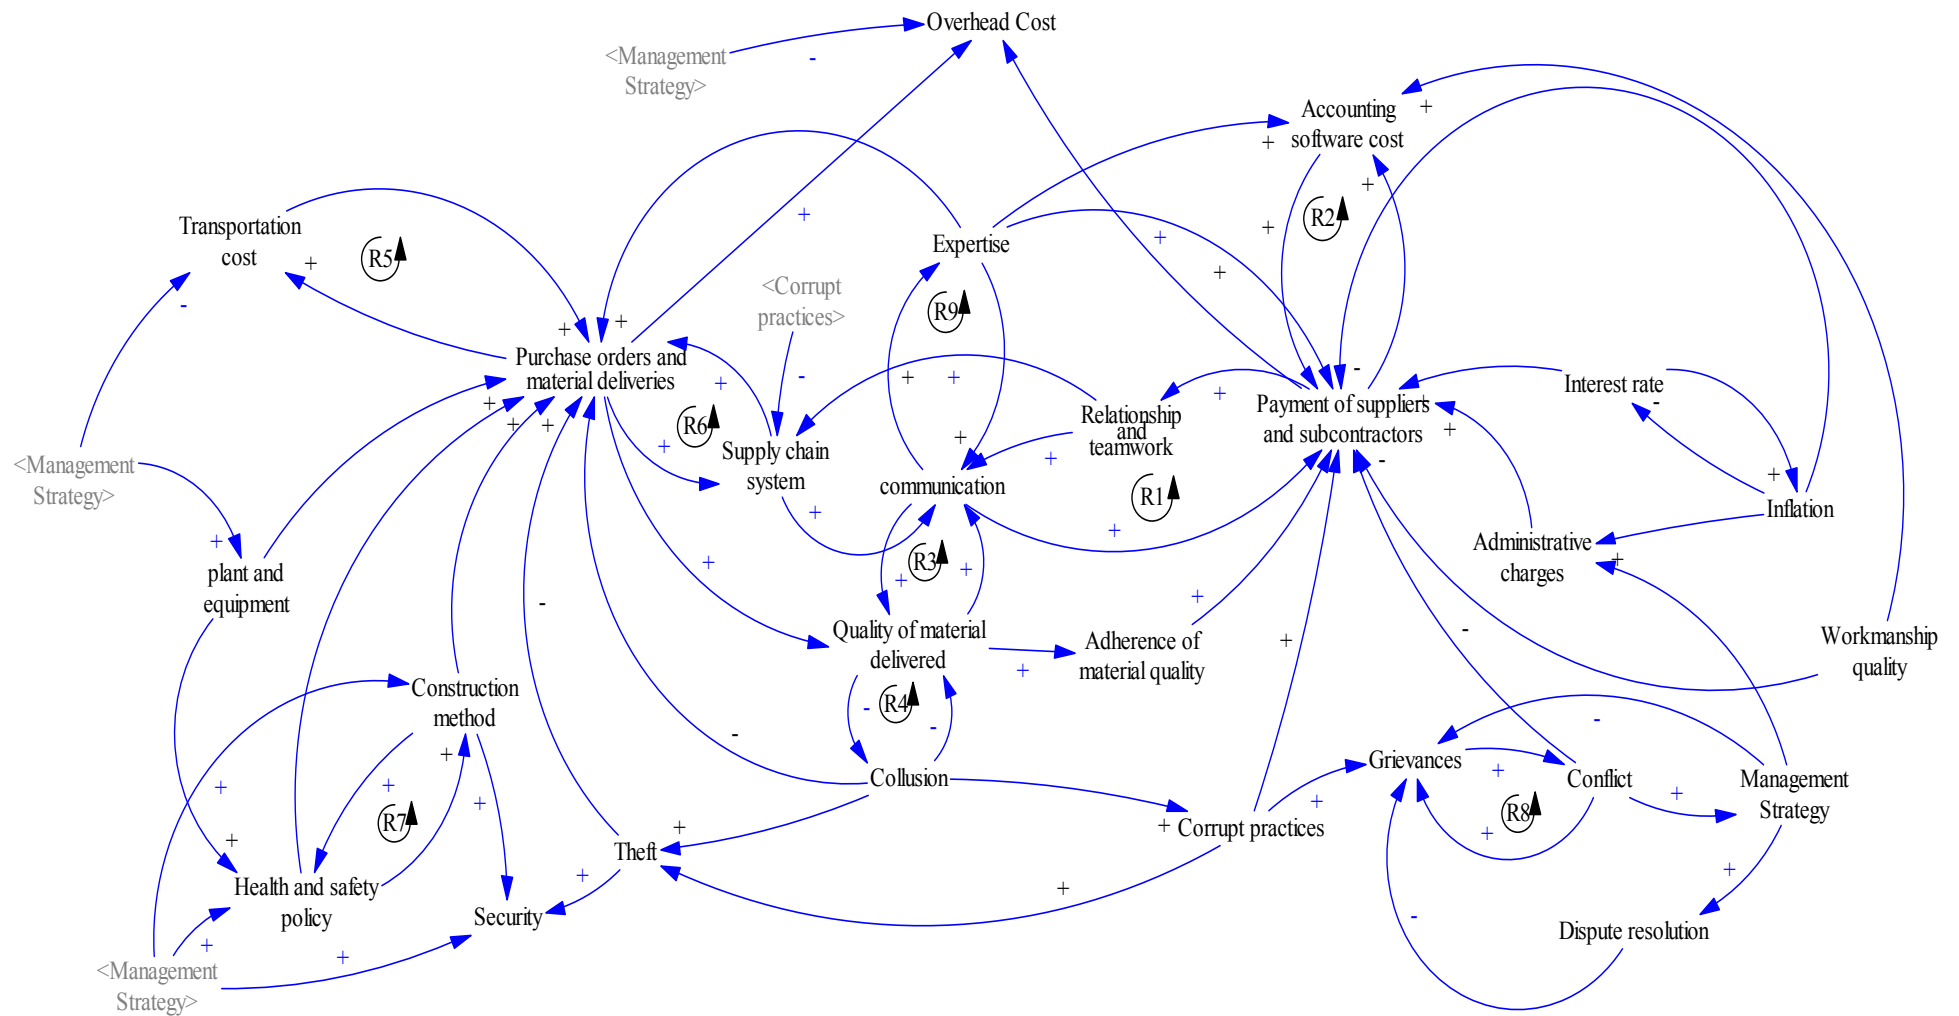 Overhead Cost
<Management
Strategy>
-
Accounting
software cost
+
+
+
+
R2
Transportation
cost
+
-
R5
+
Expertise
+
+
<Corrupt
practices>
-
R9
+
+
Purchase orders and
material deliveries
+
+
+
+
R6
+
Supply chain
system
+
+
+
+
Relationship
and
teamwork
+
+
communication
R1
+
Payment of suppliers
and subcontractors
-
+
+
-
Interest rate
-
+
Inflation
Administrative
charges
+
Workmanship
quality
<Management
Strategy>
+
plant and
equipment
-
+
R3
+
+
Quality of material
delivered
+
Adherence of
material quality
+
+
-
-
R4
-
-
Collusion
Construction
method
+
+
+
+
R7
+
Health and safety
policy
+
+
Theft
+
+
Security
<Management
Strategy>
+
+ Corrupt practices
+
+
Grievances
-
+
Conflict
+
R8
+
Management
Strategy
+
Dispute resolution
-